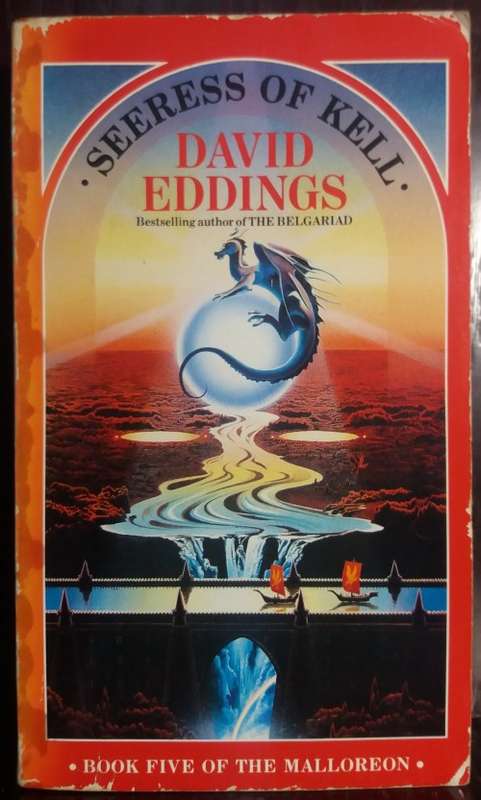 · SEERESS OF KELL ·
DAVID
EDDINGS
Bestselling author of THE BELGARIAD
• BOOK FIVE OF THE MALLOREON •